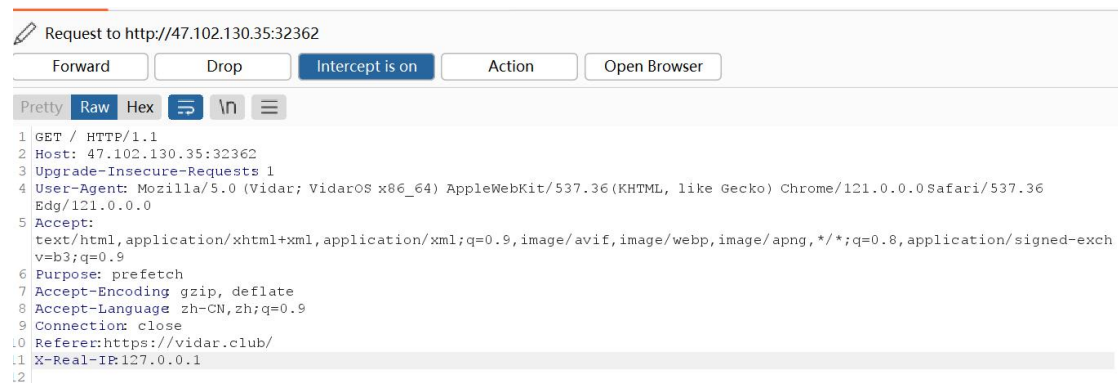 Request to http://47.102.130.35:32362
Forward Drop Intercept is on Action Open Browser
Pretty Raw Hex \n
1 GET / HTTP/1.1
2 Host: 47.102.130.35:32362
3 Upgrade-Insecure-Requests 1
4 User-Agent: Mozilla/5.0 (Vidar; VidarOS x86_64) AppleWebKit/537.36(KHTML, like Gecko) Chrome/121.0.0.0 Safari/537.36
Edg/121.0.0.0
5 Accept:
text/html,application/xhtml+xml,application/xml;q=0.9,image/avif,image/webp,image/apng,*/*;q=0.8,application/signed-exch
v=b3;q=0.9
6 Purpose: prefetch
7 Accept-Encoding gzip, deflate
8 Accept-Language zh-CN,zh;q=0.9
9 Connection: close
10 Referer:https://vidar.club/
11 X-Real-IP:127.0.0.1
12